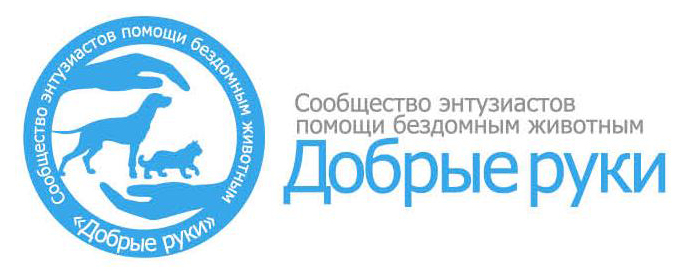 Сообщество энтузиастов помощи бездомным животным
«Добрые руки»
Сообщество энтузиастов
помощи бездомным животным
Добрые руки